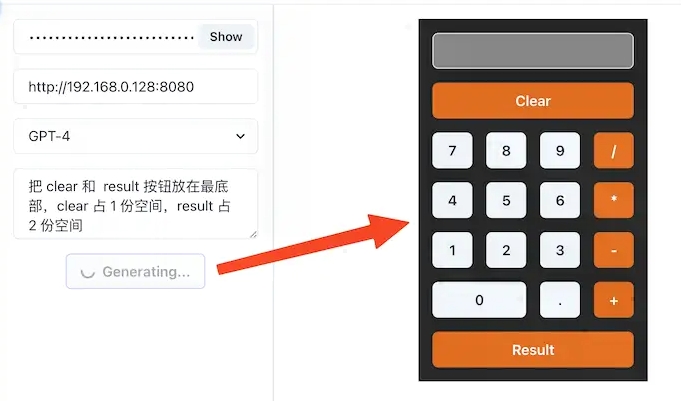 •••••••••••••••••••••••••• Show
http://192.168.0.128:8080
GPT-4
把 clear 和 result 按钮放在最底
部，clear 占 1 份空间，result 占
2 份空间
Generating...
Clear
7 8 9 /
4 5 6 *
1 2 3 -
0 . +
Result